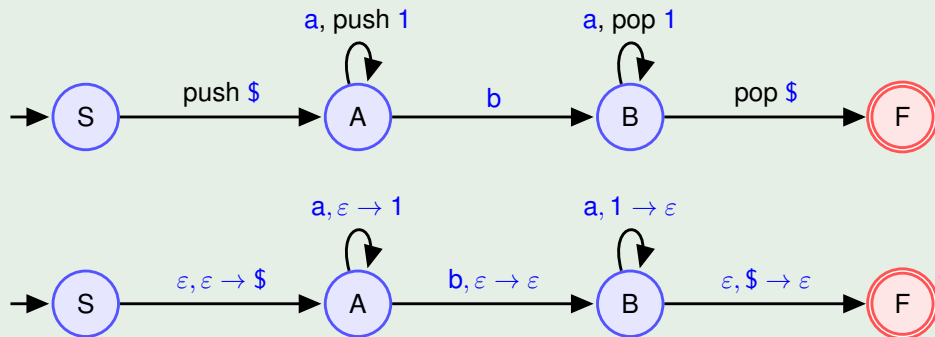 a, push 1 a, pop 1
S push $ A b B pop $ F
a, ε → 1 a, 1 → ε
S ε, ε → $ A b, ε → ε B ε, $ → ε F